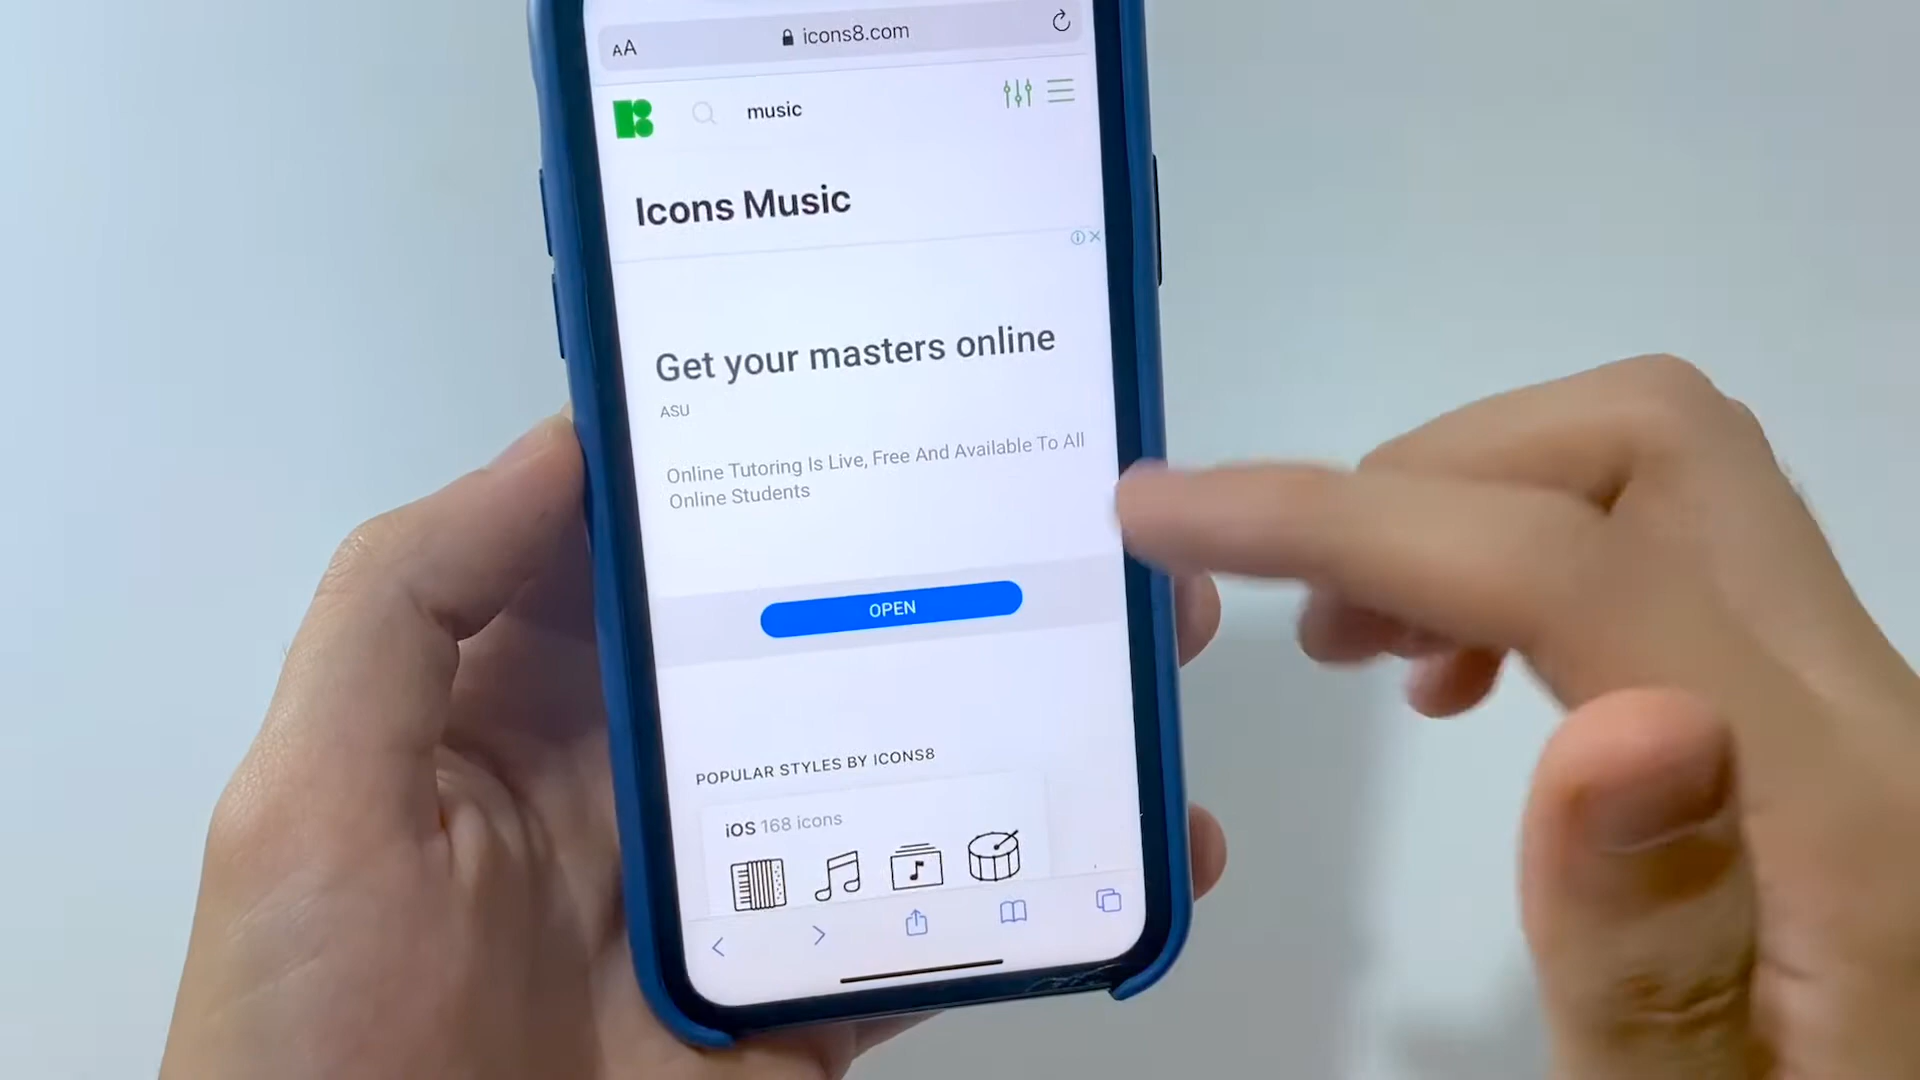 AA icons8.com
music
Icons Music
Get your masters online
ASU
Online Tutoring Is Live, Free And Available To All
Online Students
OPEN
POPULAR STYLES BY ICONS8
iOS 168 icons